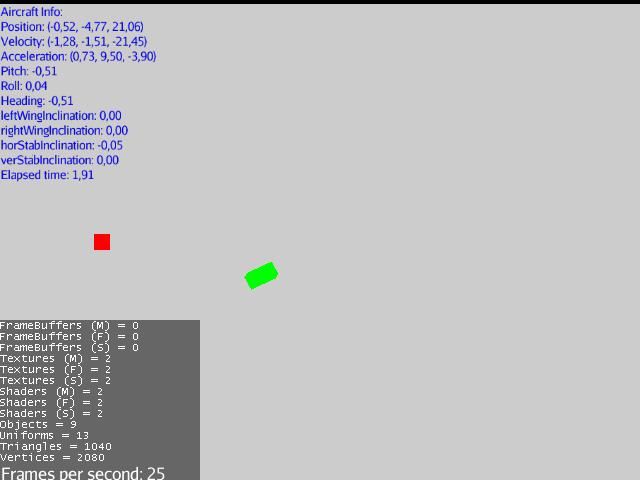 Aircraft Info:
Position: (-0,52, -4,77, 21,06)
Velocity: (-1,28, -1,51, -21,45)
Acceleration: (0,73, 9,50, -3,90)
Pitch: -0,51
Roll: 0,04
Heading: -0,51
leftWingInclination: 0,00
rightWingInclination: 0,00
horStabInclination: -0,05
verStabInclination: 0,00
Elapsed time: 1,91
FrameBuffers (M) = 0
FrameBuffers (F) = 0
FrameBuffers (S) = 0
Textures (M) = 2
Textures (F) = 2
Textures (S) = 2
Shaders (M) = 2
Shaders (F) = 2
Shaders (S) = 2
Objects = 9
Uniforms = 13
Triangles = 1040
Vertices = 2080
Frames per second: 25